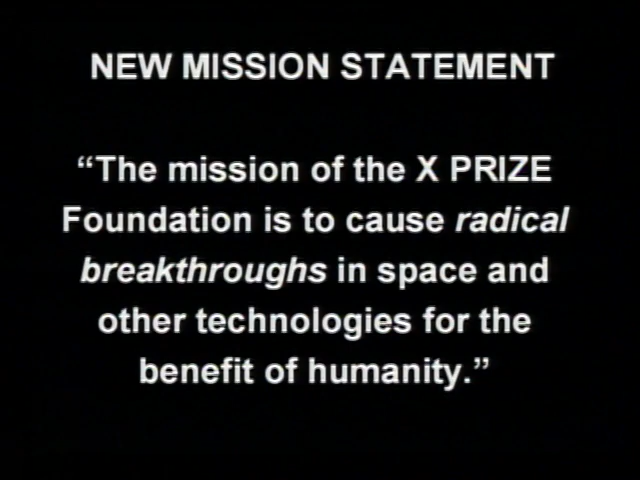 NEW MISSION STATEMENT
“The mission of the X PRIZE
Foundation is to cause radical
breakthroughs in space and
other technologies for the
benefit of humanity.”